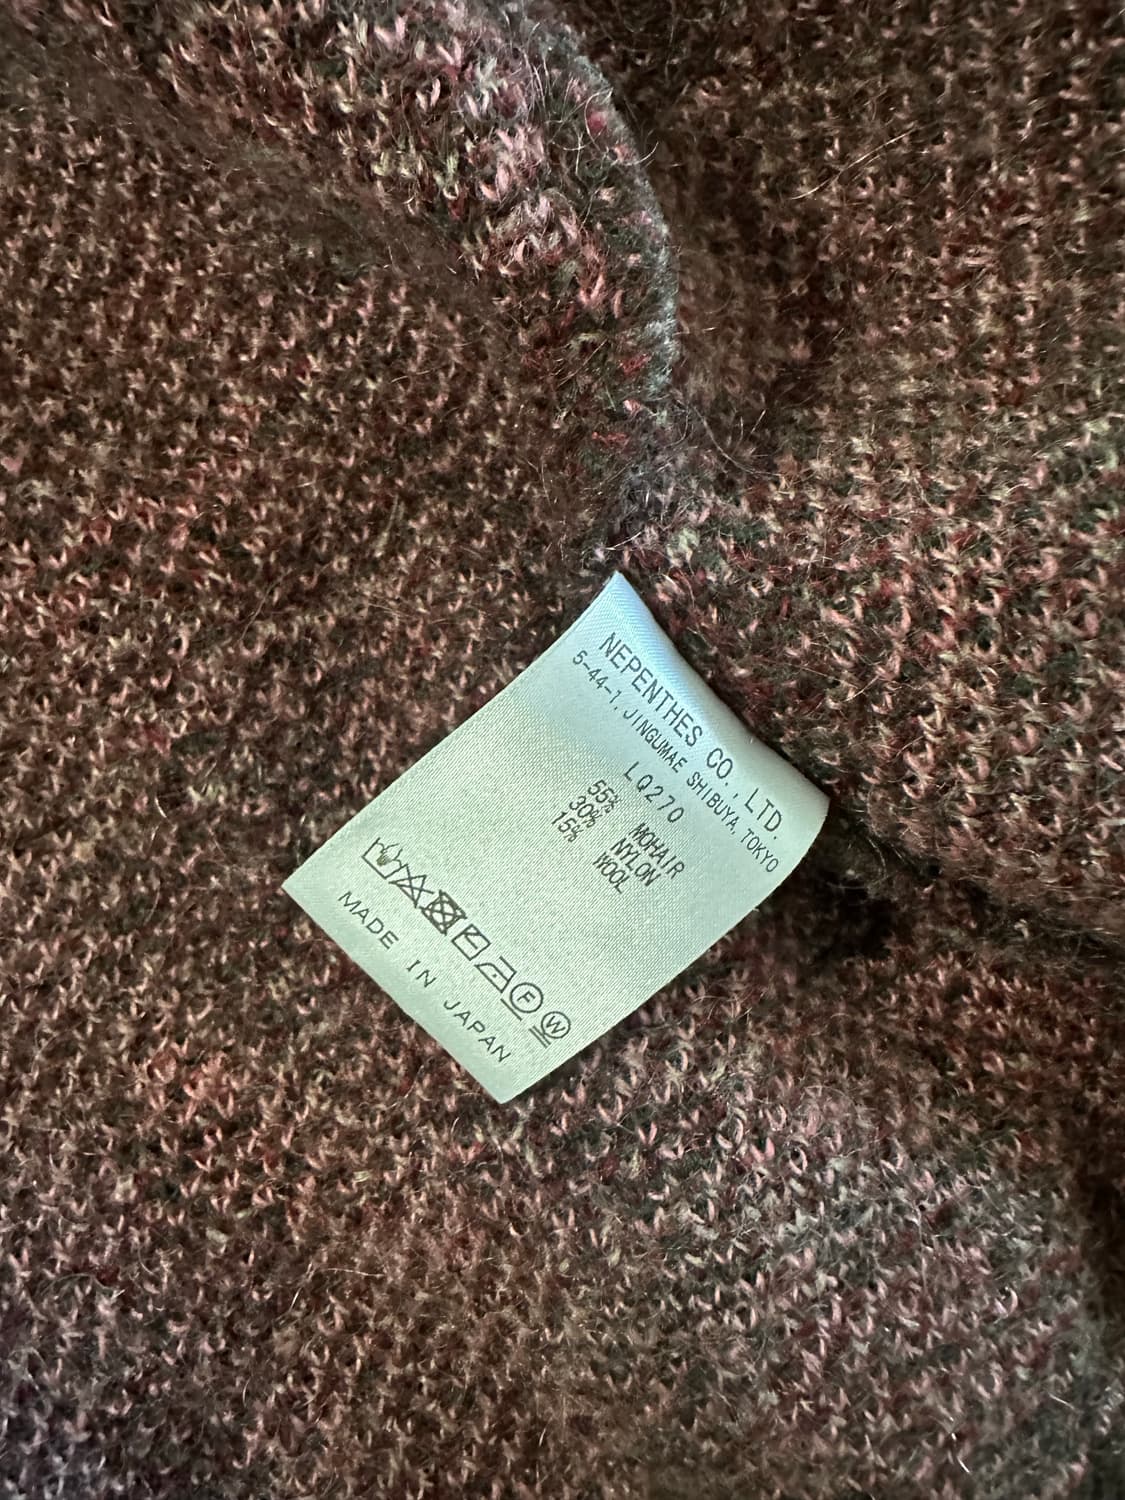 NEPENTHES CO., LTD.
5-44-1, JINGUMAE SHIBUYA, TOKYO
LQ270
55% MOHAIR
30% NYLON
15% WOOL
F W
MADE IN JAPAN